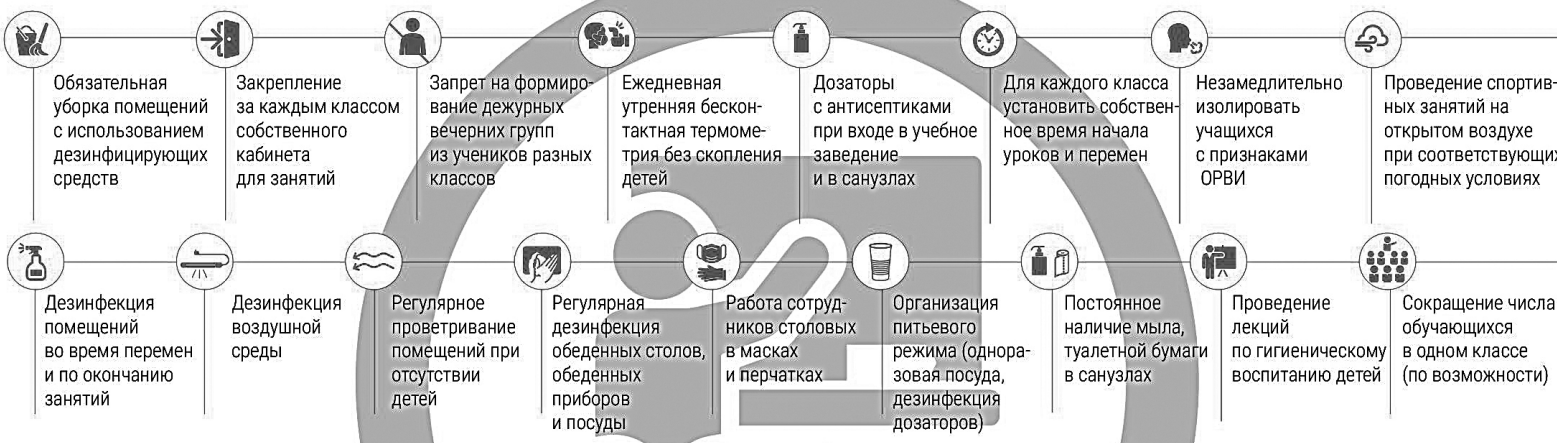 Обязательная
уборка помещений
с использованием
дезинфицирующих
средств
Закрепление
за каждым классом
собственного
кабинета
для занятий
Запрет на формиро-
вание дежурных
вечерних групп
из учеников разных
классов
Ежедневная
утренняя бескон-
тактная термоме-
трия без скопления
детей
Дозаторы
с антисептиками
при входе в учебное
заведение
и в санузлах
Для каждого класса
установить собствен-
ное время начала
уроков и перемен
Незамедлительно
изолировать
учащихся
с признаками
ОРВИ
Проведение спортив-
ных занятий на
открытом воздухе
при соответствующих
погодных условиях
Дезинфекция
помещений
во время перемен
и по окончанию
занятий
Дезинфекция
воздушной
среды
Регулярное
проветривание
помещений при
отсутствии
детей
Регулярная
дезинфекция
обеденных столов,
обеденных
приборов
и посуды
Работа сотруд-
ников столовых
в масках
и перчатках
Организация
питьевого
режима (однора-
зовая посуда,
дезинфекция
дозаторов)
Постоянное
наличие мыла,
туалетной бумаги
в санузлах
Проведение
лекций
по гигиеническому
воспитанию детей
Сокращение числа
обучающихся
в одном классе
(по возможности)